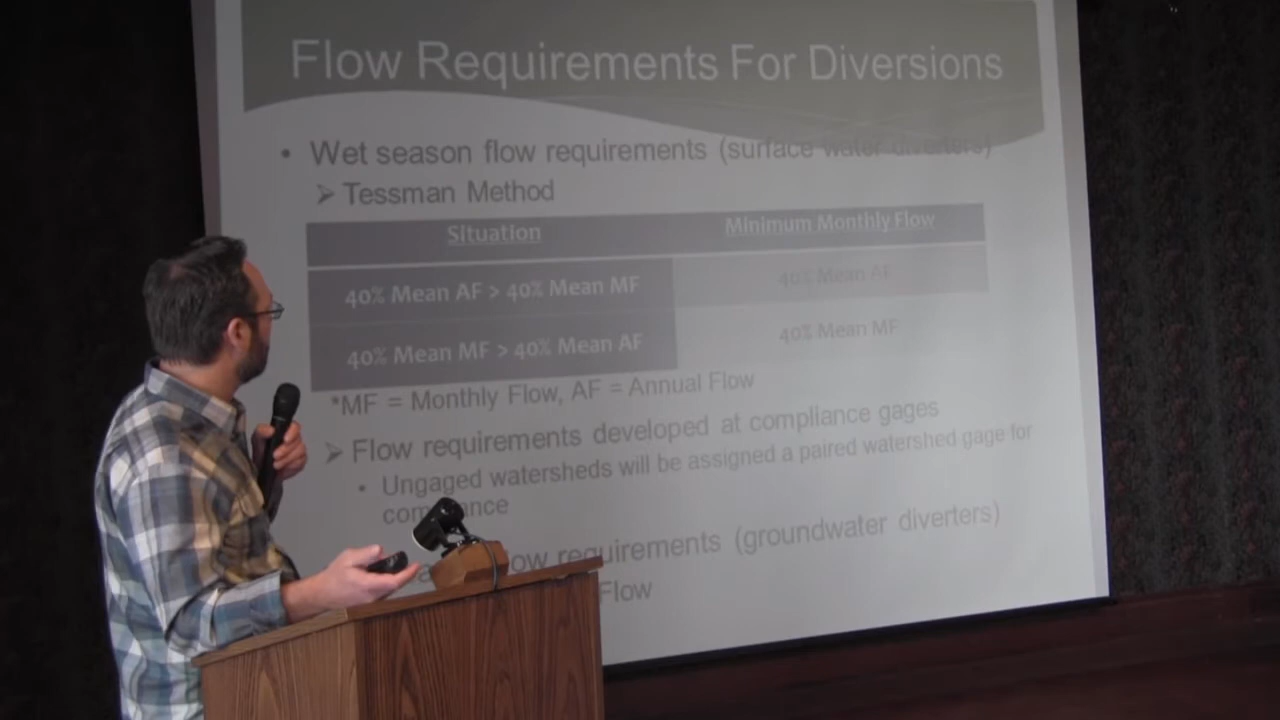 Flow Requirements For Diversions
• Wet season flow requirements (surface water diverters)
➢ Tessman Method
Situation Minimum Monthly Flow
40% Mean AF > 40% Mean MF 40% Mean AF
40% Mean MF > 40% Mean AF 40% Mean MF
*MF = Monthly Flow, AF = Annual Flow
➢ Flow requirements developed at compliance gages
• Ungaged watersheds will be assigned a paired watershed gage for
compliance
requirements (groundwater diverters)
Flow